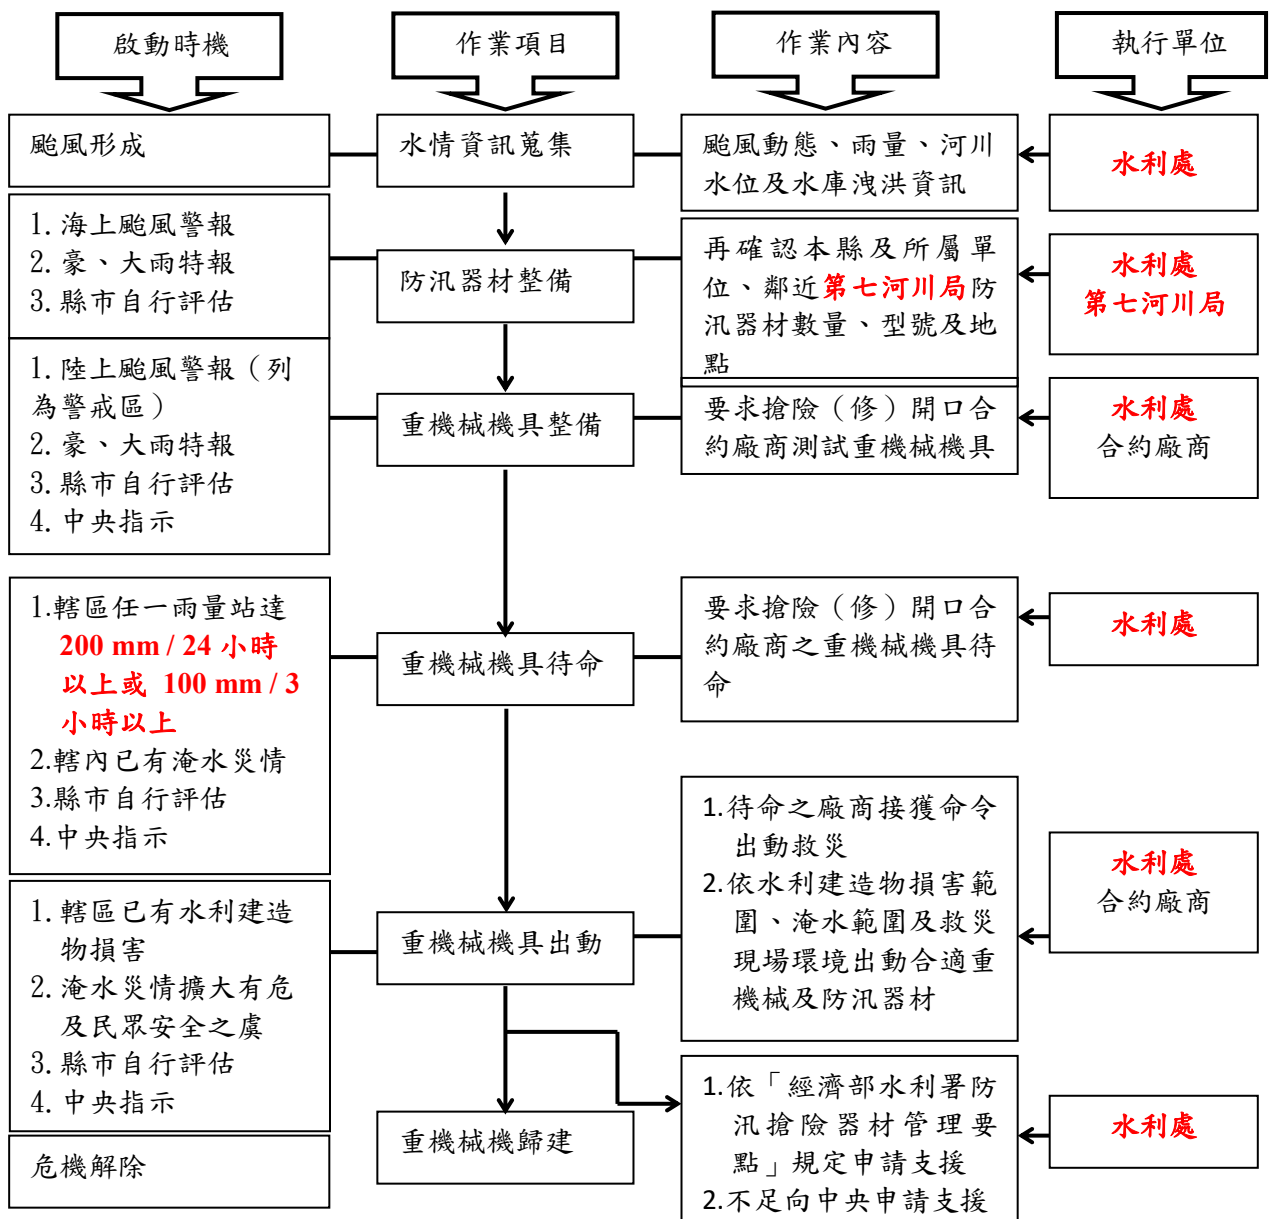 啟動時機
作業項目
作業內容
執行單位
颱風形成
水情資訊蒐集
颱風動態、雨量、河川
水位及水庫洩洪資訊
水利處
1. 海上颱風警報
2. 豪、大雨特報
3. 縣市自行評估
防汛器材整備
再確認本縣及所屬單
位、鄰近第七河川局防
汛器材數量、型號及地
點
水利處
第七河川局
1. 陸上颱風警報（列
為警戒區）
2. 豪、大雨特報
3. 縣市自行評估
4. 中央指示
重機械機具整備
要求搶險（修）開口合
約廠商測試重機械機具
水利處
合約廠商
1.轄區任一雨量站達
200 mm / 24 小時
以上或 100 mm / 3
小時以上
2.轄內已有淹水災情
3.縣市自行評估
4.中央指示
重機械機具待命
要求搶險（修）開口合
約廠商之重機械機具待
命
水利處
1. 轄區已有水利建造
物損害
2. 淹水災情擴大有危
及民眾安全之虞
3. 縣市自行評估
4. 中央指示
重機械機具出動
1.待命之廠商接獲命令
出動救災
2.依水利建造物損害範
圍、淹水範圍及救災
現場環境出動合適重
機械及防汛器材
水利處
合約廠商
危機解除
重機械機歸建
1.依「經濟部水利署防
汛搶險器材管理要
點」規定申請支援
2.不足向中央申請支援
水利處